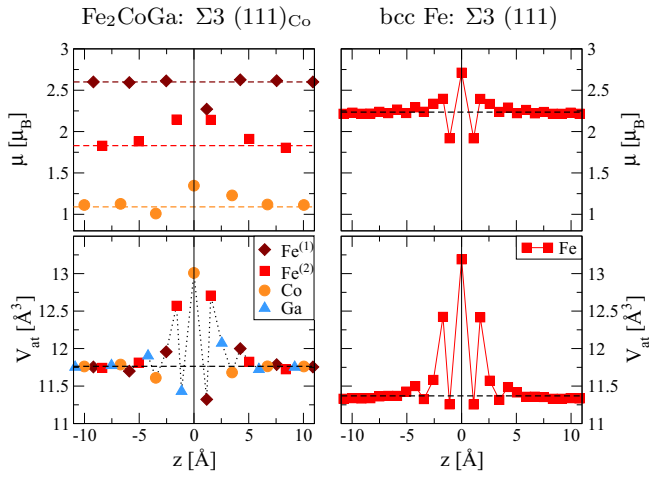 Fe₂CoGa: Σ3 (111)Co
bcc Fe: Σ3 (111)
3
2.5
2
1.5
1
μ [μB]
3
2.5
2
1.5
1
μ [μB]
13
12.5
12
11.5
11
Vat [Å³]
Fe⁽¹⁾
Fe⁽²⁾
Co
Ga
Fe
13
12.5
12
11.5
11
Vat [Å³]
-10 -5 0 5 10
-10 -5 0 5 10
z [Å]
z [Å]